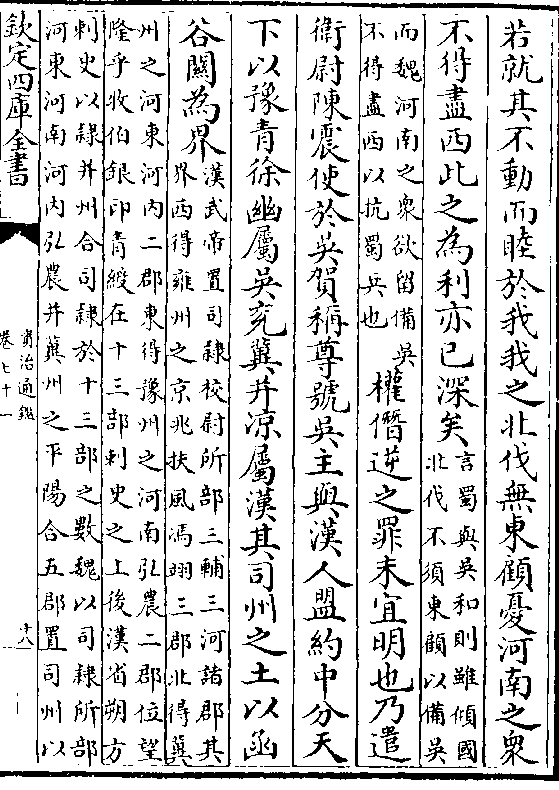 若就其不動而睦於我我之北伐無東顧憂河南之衆
不得盡西此之為利亦已深矣
言蜀與吳和則雖傾國
北伐不須東顧以備吳
而魏河南之衆欲留備吳
不得盡西以抗蜀兵也
權僭逆之罪未宜明也乃遣
衛尉陳震使於吳賀稱尊號吳主與漢人盟約中分天
下以豫青徐幽屬吳兖冀并涼屬漢其司州之土以函
谷關為界
漢武帝置司隸校尉所部三輔三河諸郡其
界西得雍州之京兆扶風馮翊三郡北得冀
州之河東河内二郡東得豫州之河南弘農二郡位望
隆乎牧伯銀印青綬在十三部刺史之上後漢省朔方
刺史以隸并州合司隸於十三部之數魏以司隸所部
河東河南河内弘農并冀州之平陽合五郡置司州以
欽定四庫全書
資治通鑑
卷七十一
十八